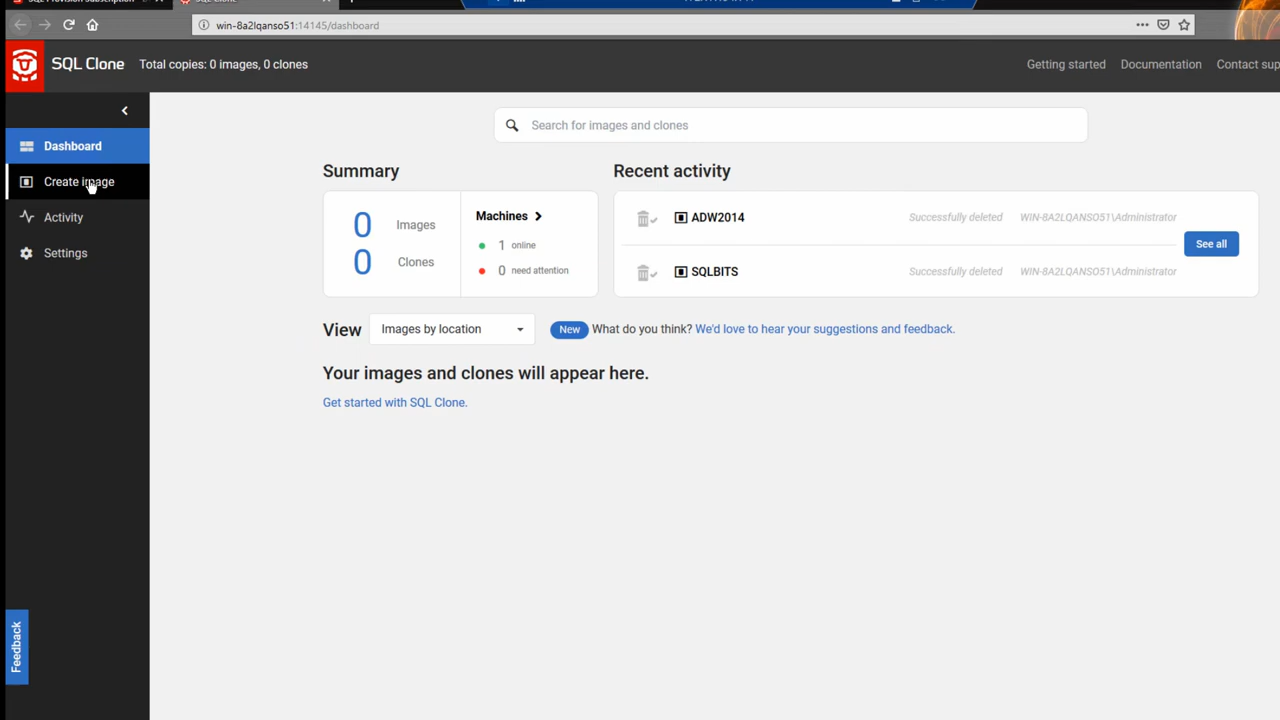 SQL Clone
win-8a2lqanso51:14145/dashboard
SQL Clone
Total copies: 0 images, 0 clones
Getting started
Documentation
Contact sup
Dashboard
Create image
Activity
Settings
Feedback
Search for images and clones
Summary
0 Images
0 Clones
Machines
1 online
0 need attention
Recent activity
ADW2014 Successfully deleted WIN-8A2LQANSO51\Administrator
SQLBITS Successfully deleted WIN-8A2LQANSO51\Administrator
See all
View Images by location
New What do you think? We'd love to hear your suggestions and feedback.
Your images and clones will appear here.
Get started with SQL Clone.